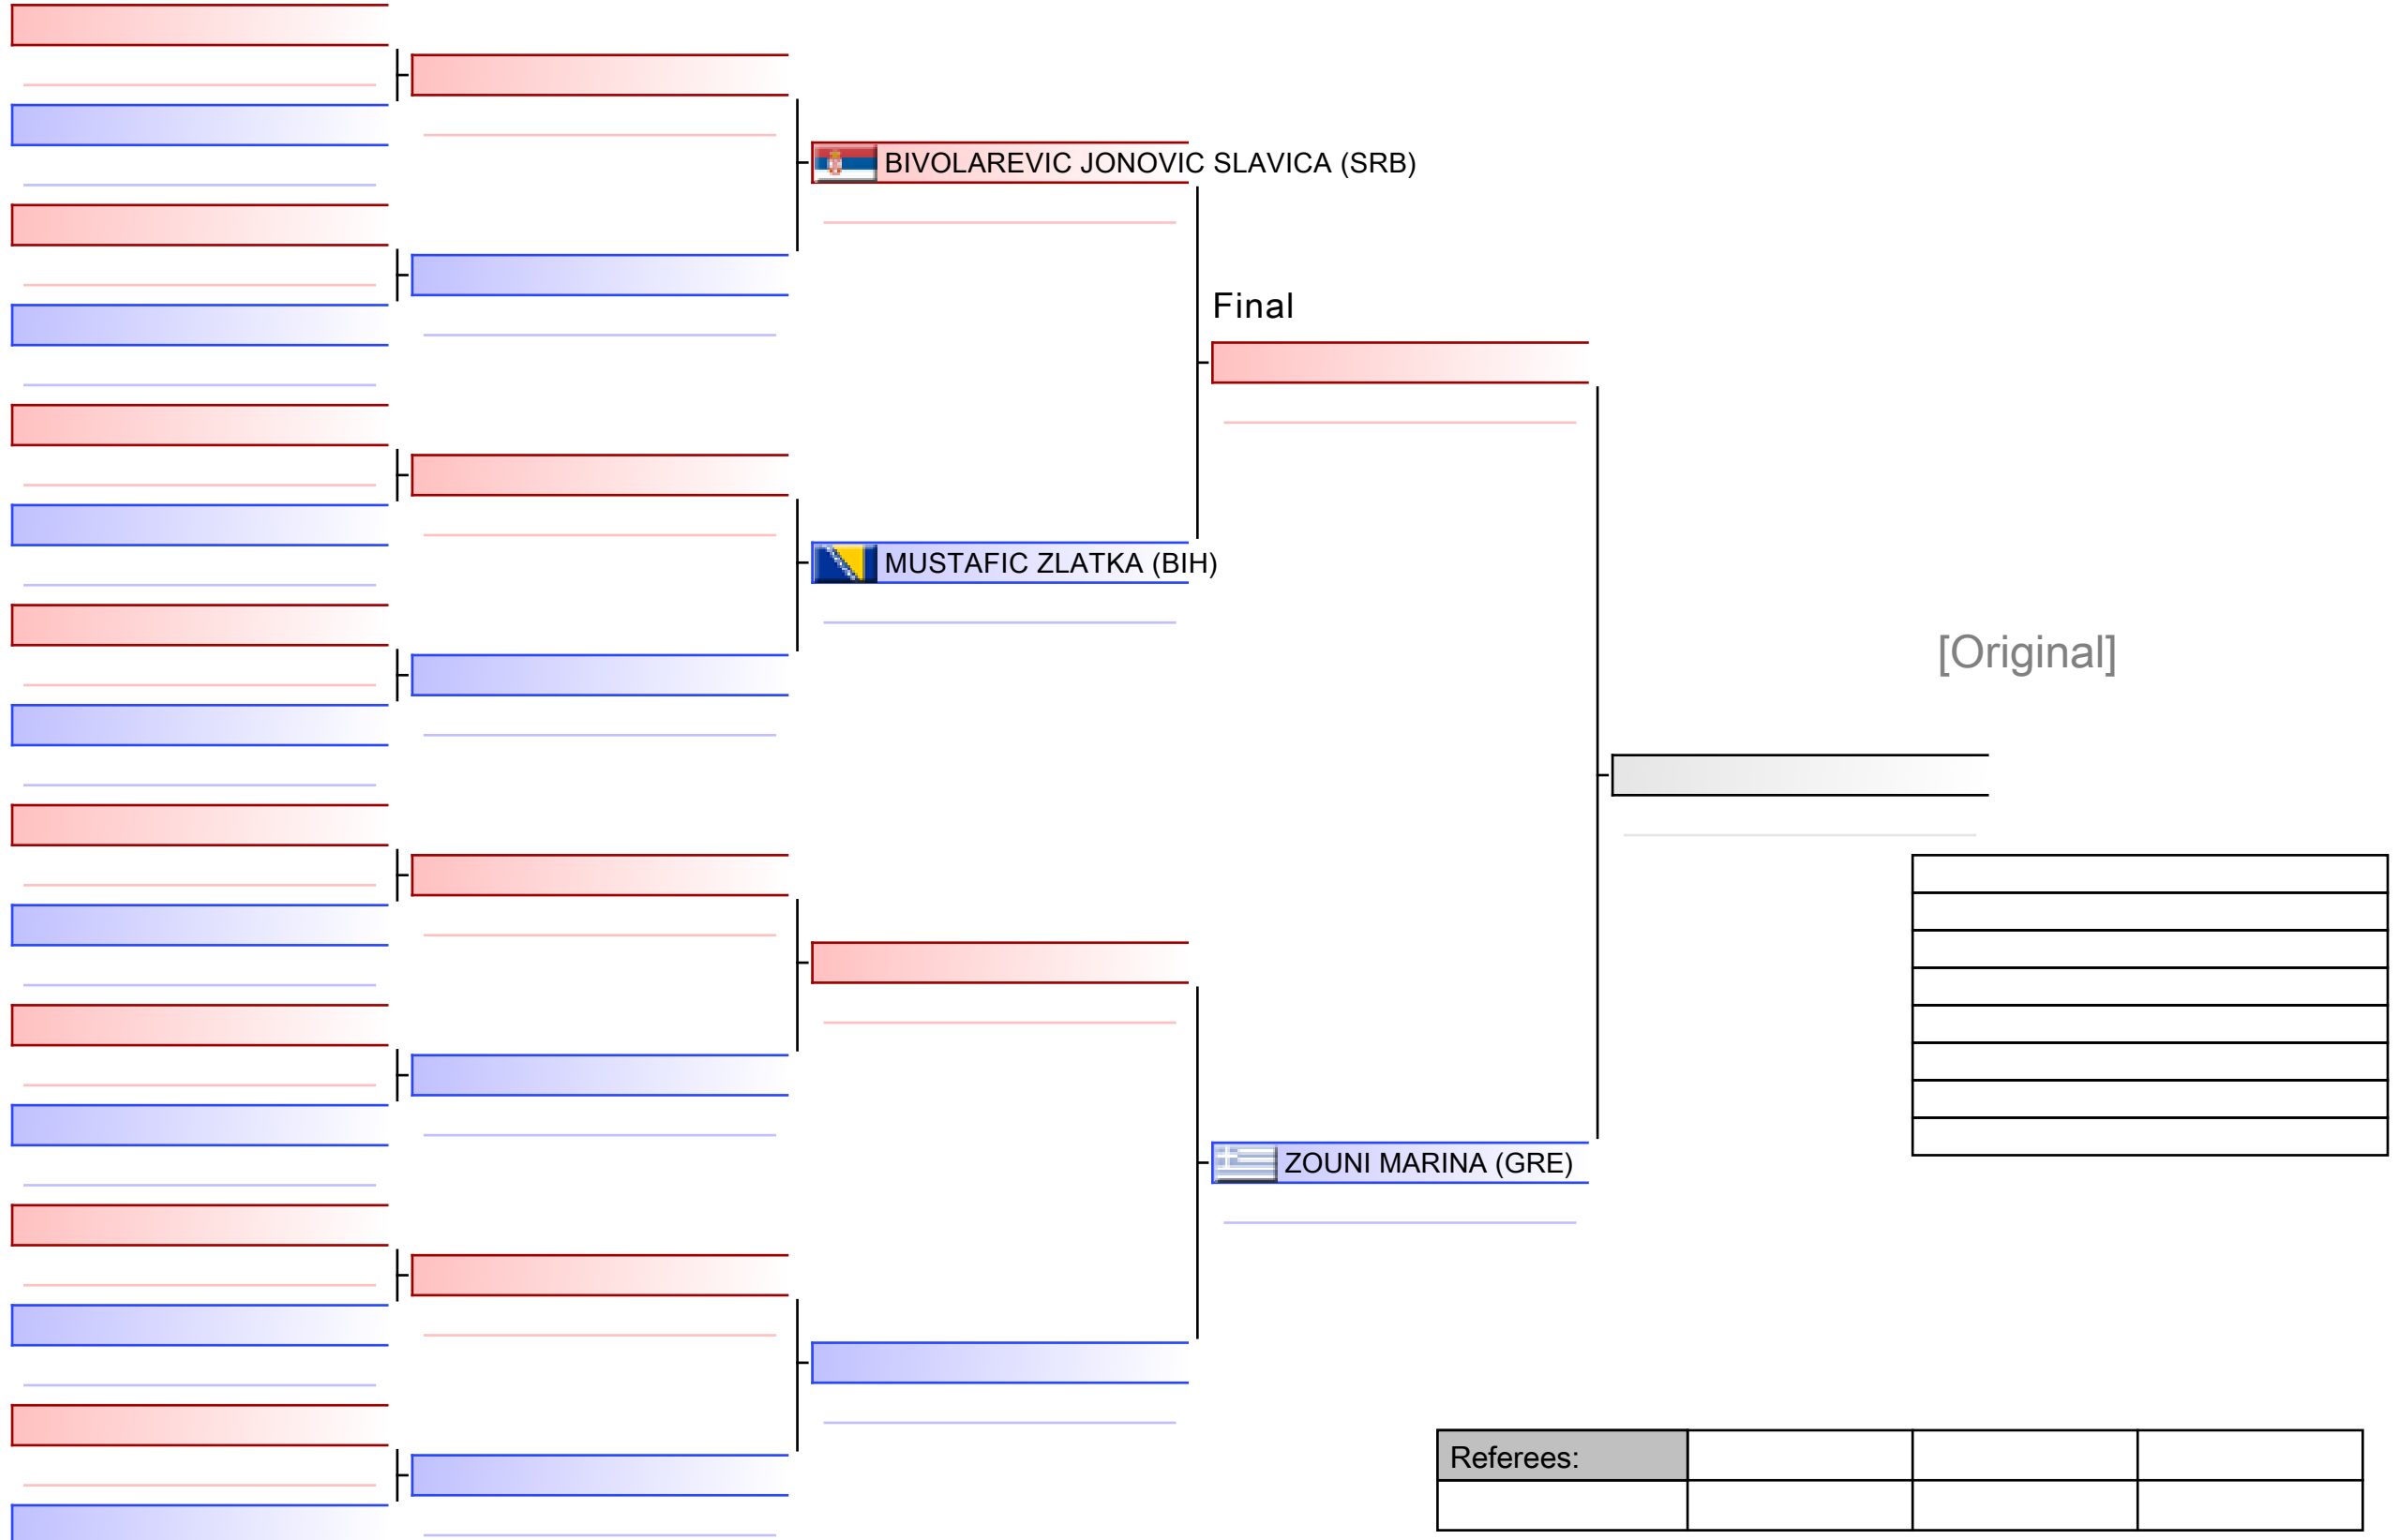 BIVOLAREVIC JONOVIC SLAVICA (SRB)
Final
MUSTAFIC ZLATKA (BIH)
[Original]
ZOUNI MARINA (GRE)
Referees: